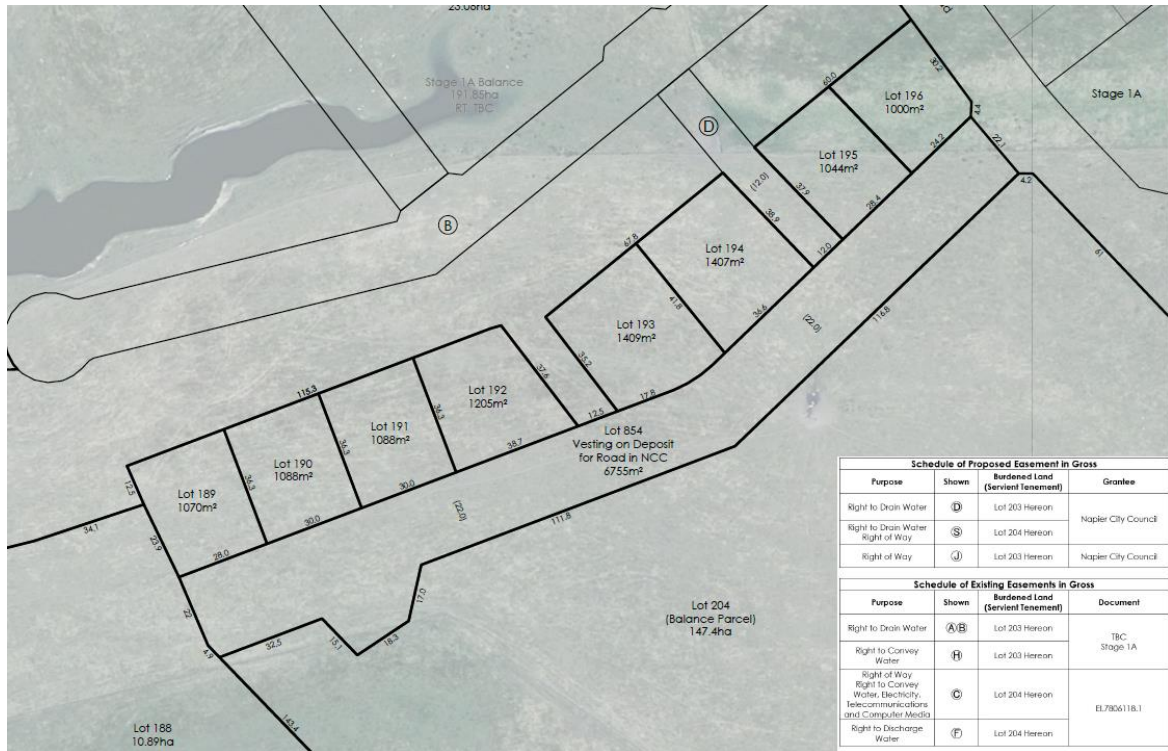 23.08ha
Stage 1A Balance
191.85ha
RT: TBC
Stage 1A
30.2
60.0
Lot 196
1000m²
4.4
22.1
24.2
4.2
Ⓓ
Lot 195
1044m²
(12.0)
37.9
28.4
38.9
12.0
61
Ⓑ
67.8
Lot 194
1407m²
41.8
36.6
(22.0)
116.8
Lot 193
1409m²
35.2
17.8
37.6
12.5
Lot 192
1205m²
115.3
36.3
38.7
Lot 854
Vesting on Deposit
for Road in NCC
6755m²
Lot 191
1088m²
36.3
30.0
(22.0)
Lot 190
1088m²
36.3
30.0
Lot 189
1070m²
12.5
34.1
23.9
28.0
111.8
22
17.0
4.9
32.5
15.1
18.3
143.4
Lot 204
(Balance Parcel)
147.4ha
Lot 188
10.89ha
Schedule of Proposed Easement in Gross
Purpose Shown Burdened Land (Servient Tenement) Grantee
Right to Drain Water Ⓓ Lot 203 Hereon Napier City Council
Right to Drain Water
Right of Way Ⓢ Lot 204 Hereon
Right of Way Ⓙ Lot 203 Hereon Napier City Council
Schedule of Existing Easements in Gross
Purpose Shown Burdened Land (Servient Tenement) Document
Right to Drain Water ⒶⒷ Lot 203 Hereon TBC
Stage 1A
Right to Convey
Water Ⓗ Lot 203 Hereon
Right of Way
Right to Convey
Water, Electricity,
Telecommunications
and Computer Media Ⓒ Lot 204 Hereon EL7806118.1
Right to Discharge
Water Ⓕ Lot 204 Hereon